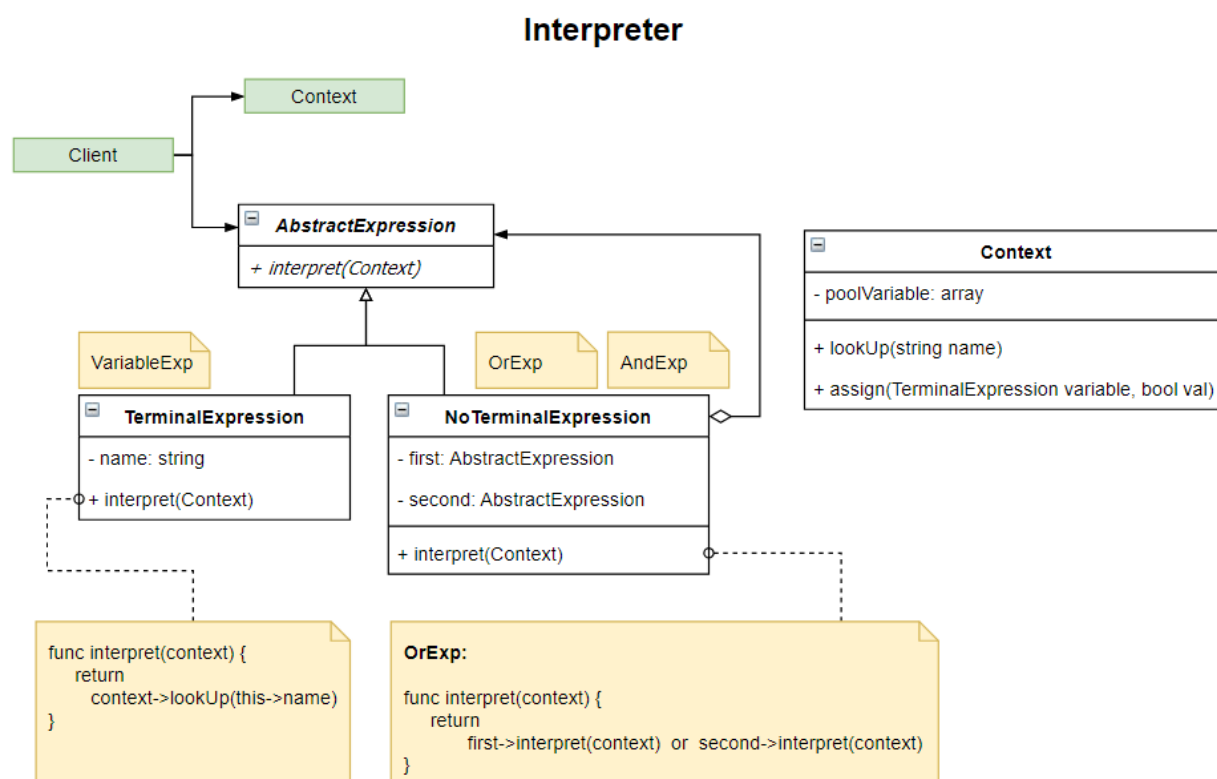 Interpreter
Context
Client
AbstractExpression
+ interpret(Context)
Context
- poolVariable: array
+ lookUp(string name)
+ assign(TerminalExpression variable, bool val)
VariableExp
OrExp
AndExp
TerminalExpression
- name: string
+ interpret(Context)
NoTerminalExpression
- first: AbstractExpression
- second: AbstractExpression
+ interpret(Context)
func interpret(context) {
return
context->lookUp(this->name)
}
OrExp:
func interpret(context) {
return
first->interpret(context) or second->interpret(context)
}